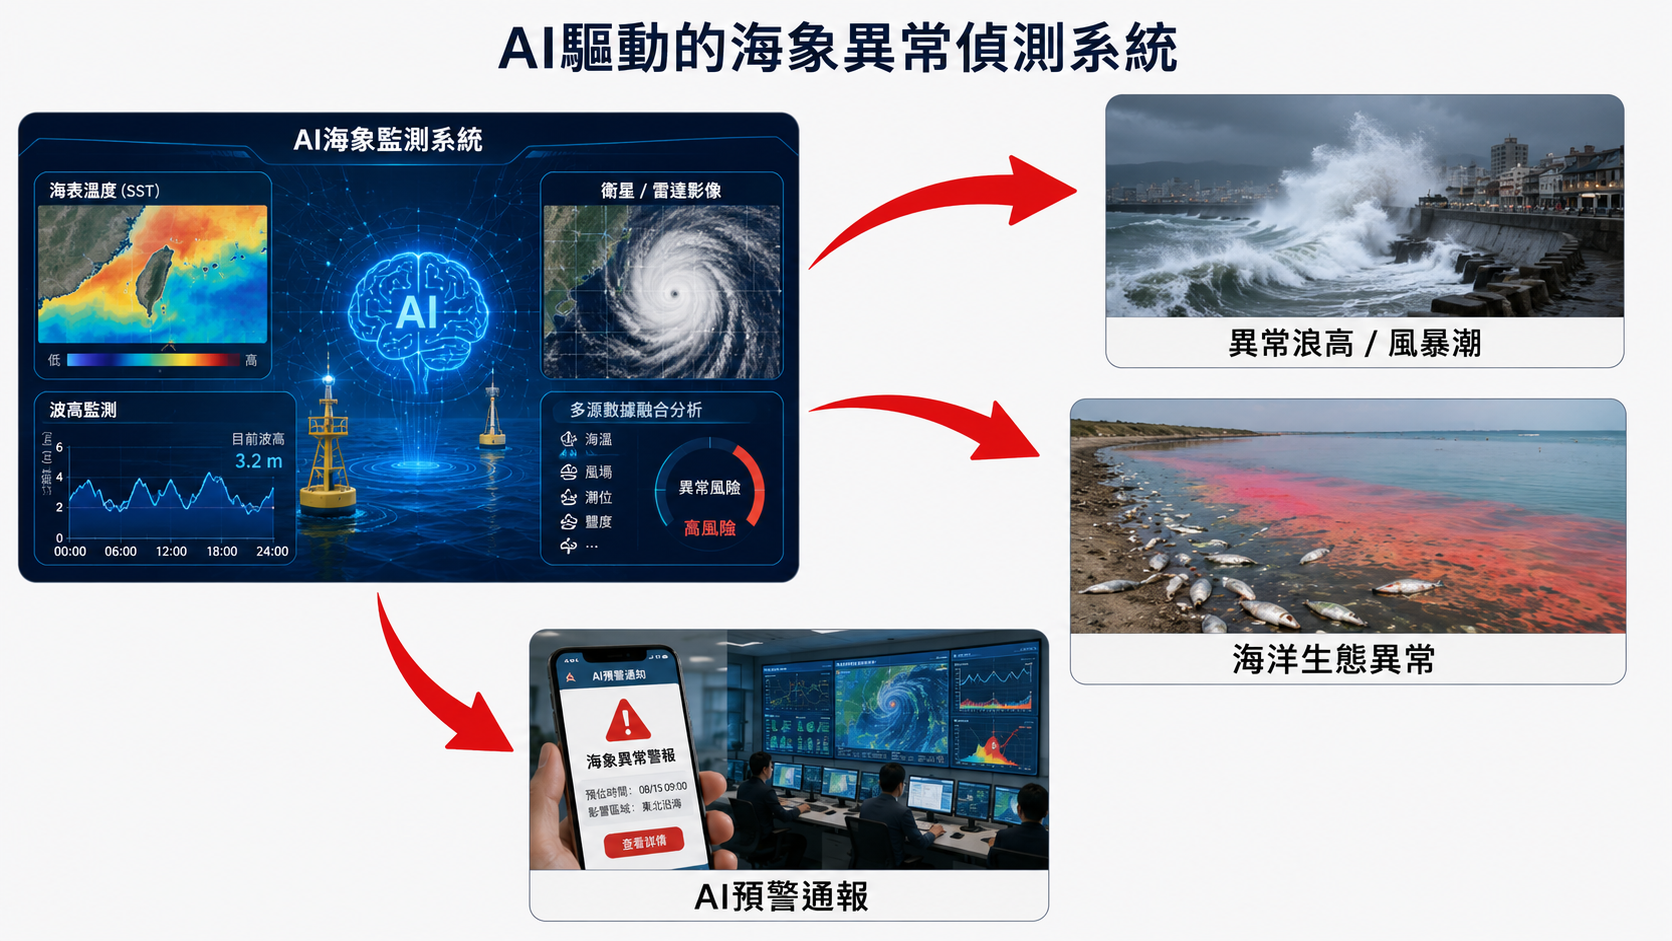 AI驅動的海象異常偵測系統
AI海象監測系統
海表溫度 (SST)
低
高
衛星 / 雷達影像
AI
波高監測
目前波高
3.2 m
6
4
2
0
00:00 06:00 12:00 18:00 24:00
多源數據融合分析
海溫
風場
潮位
...
異常風險
高風險
異常浪高 / 風暴潮
海洋生態異常
AI預警通知
海象異常警報
時間：08/15 09:00
影響區域：東北沿海
查看詳情
AI預警通報